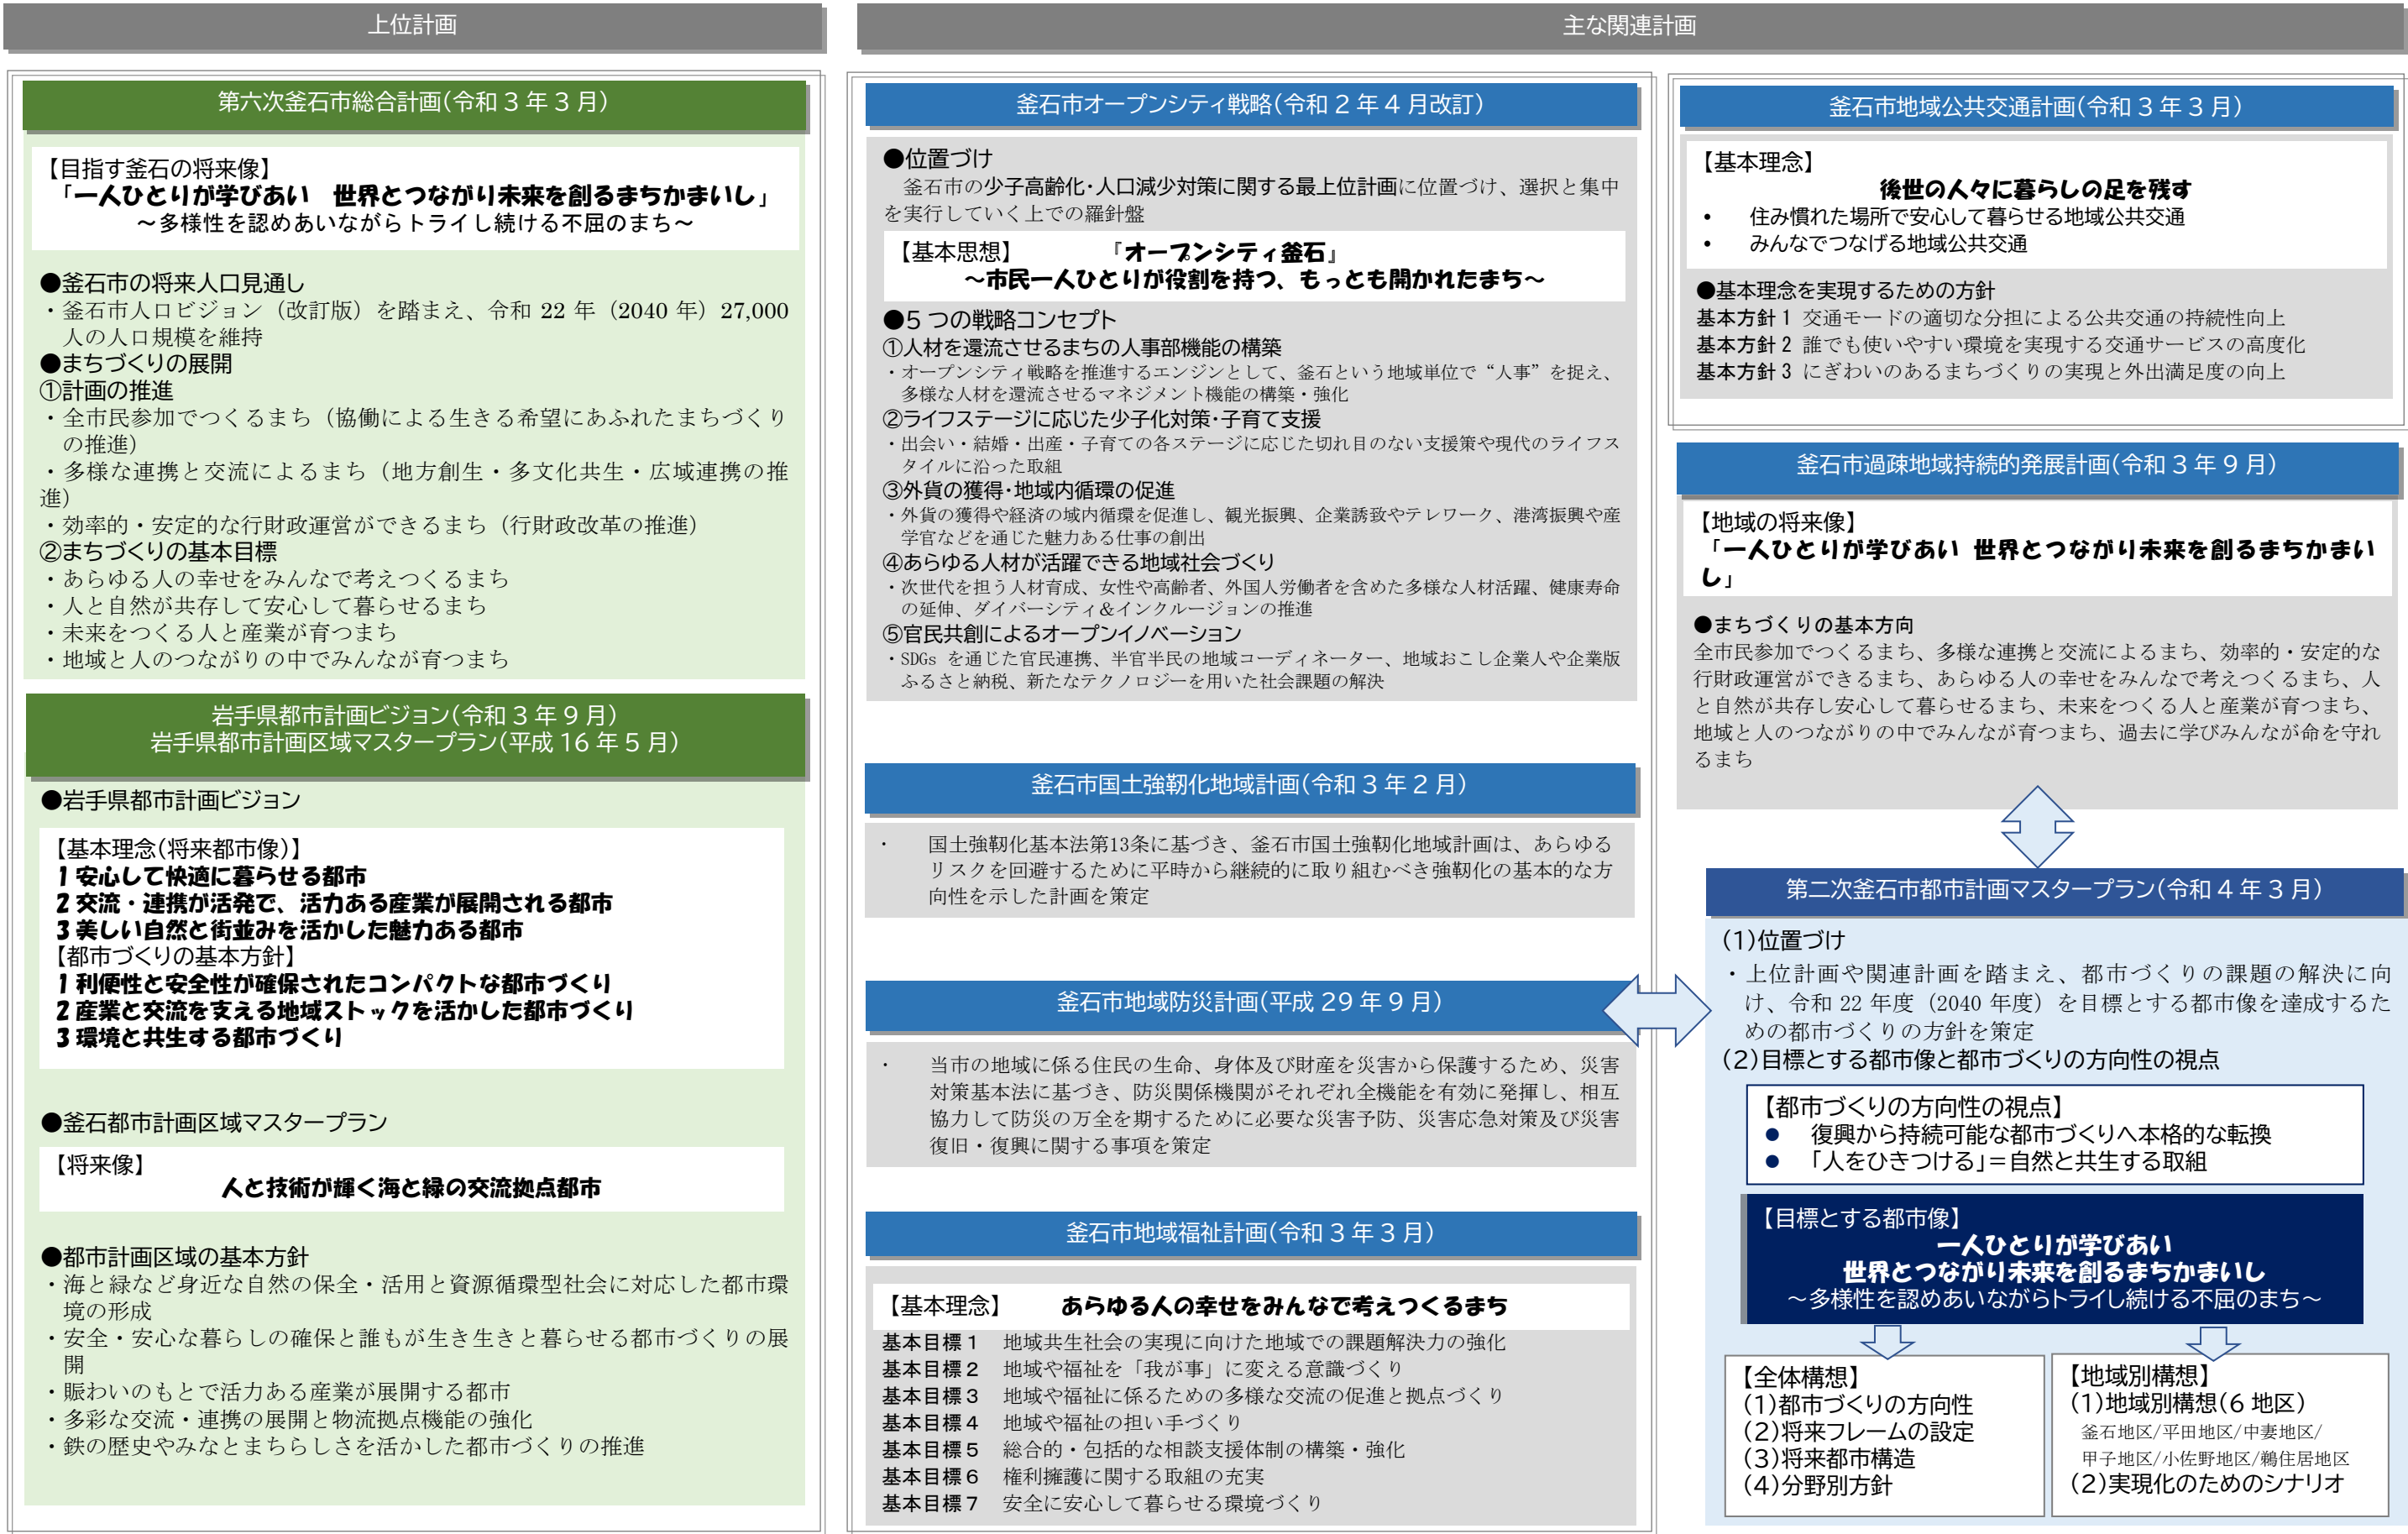 上位計画
第六次釜石市総合計画(令和3年3月)
【目指す釜石の将来像】
「一人ひとりが学びあい　世界とつながり未来を創るまちかまいし」
～多様性を認めあいながらトライし続ける不屈のまち～
●釜石市の将来人口見通し
・釜石市人口ビジョン（改訂版）を踏まえ、令和 22 年（2040 年）27,000
人の人口規模を維持
●まちづくりの展開
①計画の推進
・全市民参加でつくるまち（協働による生きる希望にあふれたまちづくり
の推進）
・多様な連携と交流によるまち（地方創生・多文化共生・広域連携の推
進）
・効率的・安定的な行財政運営ができるまち（行財政改革の推進）
②まちづくりの基本目標
・あらゆる人の幸せをみんなで考えつくるまち
・人と自然が共存して安心して暮らせるまち
・未来をつくる人と産業が育つまち
・地域と人のつながりの中でみんなが育つまち
岩手県都市計画ビジョン(令和3年9月)
岩手県都市計画区域マスタープラン(平成16年5月)
●岩手県都市計画ビジョン
【基本理念(将来都市像)】
1 安心して快適に暮らせる都市
2 交流・連携が活発で、活力ある産業が展開される都市
3 美しい自然と街並みを活かした魅力ある都市
【都市づくりの基本方針】
1 利便性と安全性が確保されたコンパクトな都市づくり
2 産業と交流を支える地域ストックを活かした都市づくり
3 環境と共生する都市づくり
●釜石都市計画区域マスタープラン
【将来像】
人と技術が輝く海と緑の交流拠点都市
●都市計画区域の基本方針
・海と緑など身近な自然の保全・活用と資源循環型社会に対応した都市環
境の形成
・安全・安心な暮らしの確保と誰もが生き生きと暮らせる都市づくりの展
開
・賑わいのもとで活力ある産業が展開する都市
・多彩な交流・連携の展開と物流拠点機能の強化
・鉄の歴史やみなとまちらしさを活かした都市づくりの推進
主な関連計画
釜石市オープンシティ戦略(令和2年4月改訂)
●位置づけ
釜石市の少子高齢化・人口減少対策に関する最上位計画に位置づけ、選択と集中
を実行していく上での羅針盤
【基本思想】　『オープンシティ釜石』
～市民一人ひとりが役割を持つ、もっとも開かれたまち～
●5つの戦略コンセプト
①人材を還流させるまちの人事部機能の構築
・オープンシティ戦略を推進するエンジンとして、釜石という地域単位で“人事”を捉え、
多様な人材を還流させるマネジメント機能の構築・強化
②ライフステージに応じた少子化対策・子育て支援
・出会い・結婚・出産・子育ての各ステージに応じた切れ目のない支援策や現代のライフス
タイルに沿った取組
③外貨の獲得・地域内循環の促進
・外貨の獲得や経済の域内循環を促進し、観光振興、企業誘致やテレワーク、港湾振興や産
学官などを通じた魅力ある仕事の創出
④あらゆる人材が活躍できる地域社会づくり
・次世代を担う人材育成、女性や高齢者、外国人労働者を含めた多様な人材活躍、健康寿命
の延伸、ダイバーシティ＆インクルージョンの推進
⑤官民共創によるオープンイノベーション
・SDGs を通じた官民連携、半官半民の地域コーディネーター、地域おこし企業人や企業版
ふるさと納税、新たなテクノロジーを用いた社会課題の解決
釜石市国土強靭化地域計画(令和3年2月)
・　国土強靭化基本法第13条に基づき、釜石市国土強靭化地域計画は、あらゆる
リスクを回避するために平時から継続的に取り組むべき強靭化の基本的な方
向性を示した計画を策定
釜石市地域防災計画(平成29年9月)
・　当市の地域に係る住民の生命、身体及び財産を災害から保護するため、災害
対策基本法に基づき、防災関係機関がそれぞれ全機能を有効に発揮し、相互
協力して防災の万全を期するために必要な災害予防、災害応急対策及び災害
復旧・復興に関する事項を策定
釜石市地域福祉計画(令和3年3月)
【基本理念】　あらゆる人の幸せをみんなで考えつくるまち
基本目標1　地域共生社会の実現に向けた地域での課題解決力の強化
基本目標2　地域や福祉を「我が事」に変える意識づくり
基本目標3　地域や福祉に係るための多様な交流の促進と拠点づくり
基本目標4　地域や福祉の担い手づくり
基本目標5　総合的・包括的な相談支援体制の構築・強化
基本目標6　権利擁護に関する取組の充実
基本目標7　安全に安心して暮らせる環境づくり
釜石市地域公共交通計画(令和3年3月)
【基本理念】
後世の人々に暮らしの足を残す
•　住み慣れた場所で安心して暮らせる地域公共交通
•　みんなでつなげる地域公共交通
●基本理念を実現するための方針
基本方針1 交通モードの適切な分担による公共交通の持続性向上
基本方針2 誰でも使いやすい環境を実現する交通サービスの高度化
基本方針3 にぎわいのあるまちづくりの実現と外出満足度の向上
釜石市過疎地域持続的発展計画(令和3年9月)
【地域の将来像】
「一人ひとりが学びあい 世界とつながり未来を創るまちかまい
し」
●まちづくりの基本方向
全市民参加でつくるまち、多様な連携と交流によるまち、効率的・安定的な
行財政運営ができるまち、あらゆる人の幸せをみんなで考えつくるまち、人
と自然が共存し安心して暮らせるまち、未来をつくる人と産業が育つまち、
地域と人のつながりの中でみんなが育つまち、過去に学びみんなが命を守れ
るまち
第二次釜石市都市計画マスタープラン(令和4年3月)
(1)位置づけ
・上位計画や関連計画を踏まえ、都市づくりの課題の解決に向
け、令和 22 年度（2040 年度）を目標とする都市像を達成するた
めの都市づくりの方針を策定
(2)目標とする都市像と都市づくりの方向性の視点
【都市づくりの方向性の視点】
●　復興から持続可能な都市づくりへ本格的な転換
●　「人をひきつける」＝自然と共生する取組
【目標とする都市像】
一人ひとりが学びあい
世界とつながり未来を創るまちかまいし
～多様性を認めあいながらトライし続ける不屈のまち～
【全体構想】
(1)都市づくりの方向性
(2)将来フレームの設定
(3)将来都市構造
(4)分野別方針
【地域別構想】
(1)地域別構想(6地区)
釜石地区/平田地区/中妻地区/
甲子地区/小佐野地区/鵜住居地区
(2)実現化のためのシナリオ